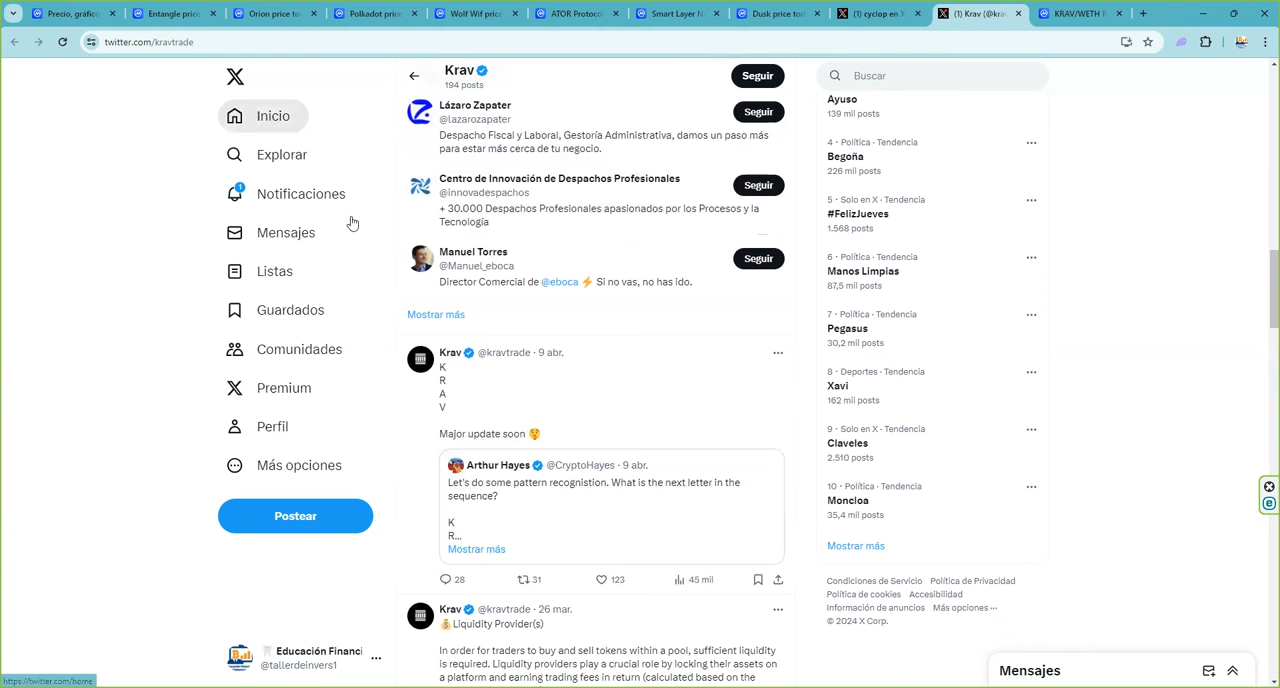 Precio, gráfico
Entangle price
Orion price to
Polkadot price
Wolf Wif price
ATOR Protoco
Smart Layer N
Dusk price tod
(1) cyclop en X
(1) Krav (@kra
KRAV/WETH R
twitter.com/kravtrade
Inicio
Explorar
1
Notificaciones
Mensajes
Listas
Guardados
Comunidades
Premium
Perfil
Más opciones
Postear
Educación Financi
@tallerdeinvers1
https://twitter.com/home
Krav
194 posts
Seguir
Lázaro Zapater
@lazarozapater
Seguir
Despacho Fiscal y Laboral, Gestoría Administrativa, damos un paso más
para estar más cerca de tu negocio.
Centro de Innovación de Despachos Profesionales
@innovadespachos
Seguir
+ 30.000 Despachos Profesionales apasionados por los Procesos y la
Tecnología
Manuel Torres
@Manuel_eboca
Seguir
Director Comercial de @eboca ⚡ Si no vas, no has ido.
Mostrar más
Krav @kravtrade · 9 abr.
K
R
A
V
Major update soon 🤫
Arthur Hayes @CryptoHayes · 9 abr.
Let's do some pattern recognistion. What is the next letter in the
sequence?
K
R...
Mostrar más
28 31 123 45 mil
Krav @kravtrade · 26 mar.
💰Liquidity Provider(s)
In order for traders to buy and sell tokens within a pool, sufficient liquidity
is required. Liquidity providers play a crucial role by locking their assets on
a platform and earning trading fees in return (calculated based on the
Buscar
Ayuso
139 mil posts
4 · Política · Tendencia
Begoña
226 mil posts
5 · Solo en X · Tendencia
#FelizJueves
1.568 posts
6 · Política · Tendencia
Manos Limpias
87,5 mil posts
7 · Política · Tendencia
Pegasus
30,2 mil posts
8 · Deportes · Tendencia
Xavi
162 mil posts
9 · Solo en X · Tendencia
Claveles
2.510 posts
10 · Política · Tendencia
Moncloa
35,4 mil posts
Mostrar más
Condiciones de Servicio Política de Privacidad
Política de cookies Accesibilidad
Información de anuncios Más opciones ···
© 2024 X Corp.
Mensajes